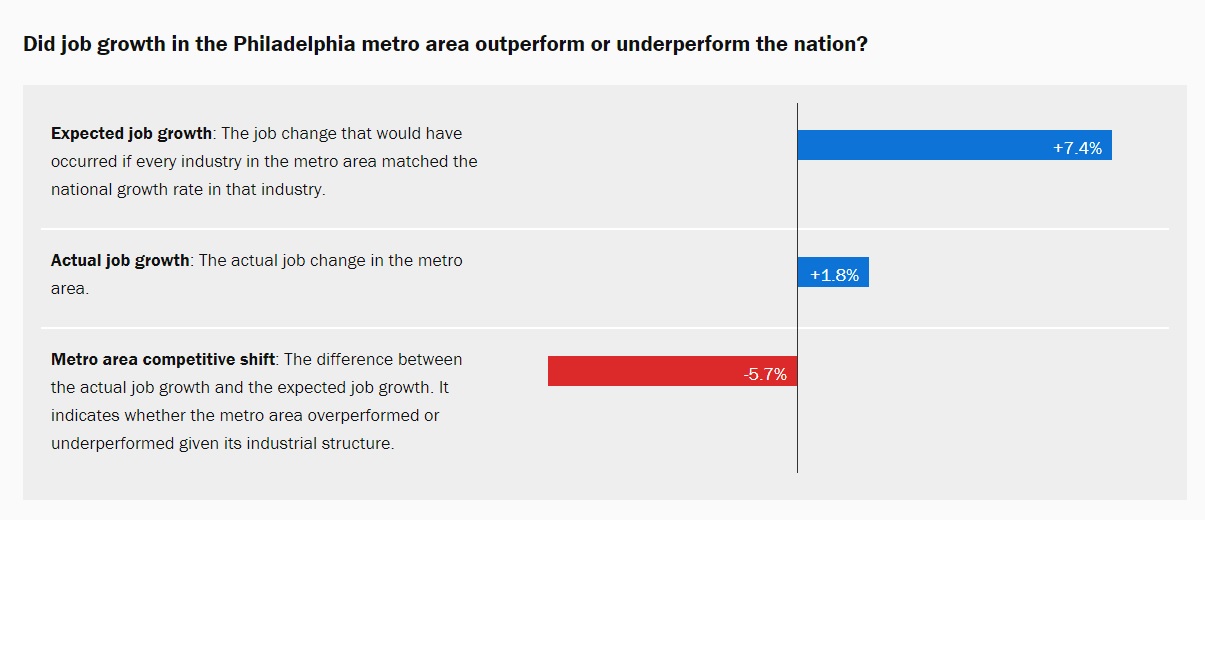 Did job growth in the Philadelphia metro area outperform or underperform the nation?
Expected job growth: The job change that would have
occurred if every industry in the metro area matched the
national growth rate in that industry.
+7.4%
Actual job growth: The actual job change in the metro
area.
+1.8%
Metro area competitive shift: The difference between
the actual job growth and the expected job growth. It
indicates whether the metro area overperformed or
underperformed given its industrial structure.
-5.7%